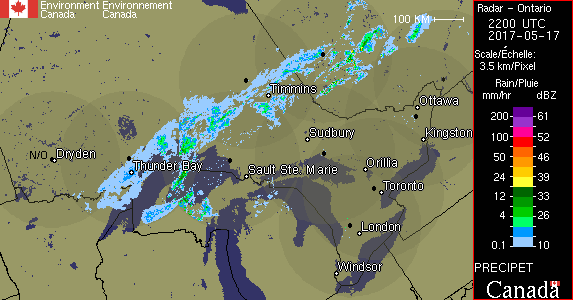 Environment Environnement
Canada Canada
100 KM
Timmins
Ottawa
Sudbury
Kingston
N/O Dryden
Thunder Bay
Sault Ste. Marie
Orillia
Toronto
London
Windsor
Radar - Ontario
2200 UTC
2017-05-17
Scale/Échelle:
3.5 km/Pixel
Rain/Pluie
mm/hr dBZ
200 61
100 52
50 46
24 39
12 33
4 26
0.1 10
PRECIPET
Canada